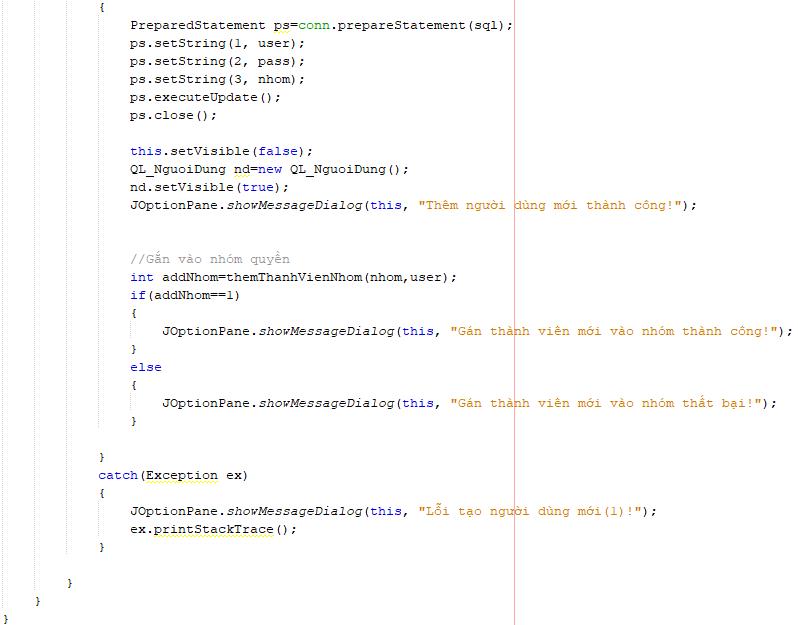 {
PreparedStatement ps=conn.prepareStatement(sql);
ps.setString(1, user);
ps.setString(2, pass);
ps.setString(3, nhom);
ps.executeUpdate();
ps.close();
this.setVisible(false);
QL_NguoiDung nd=new QL_NguoiDung();
nd.setVisible(true);
JOptionPane.showMessageDialog(this, "Thêm người dùng mới thành công!");
//Gắn vào nhóm quyền
int addNhom=themThanhVienNhom(nhom,user);
if(addNhom==1)
{
JOptionPane.showMessageDialog(this, "Gán thành viên mới vào nhóm thành công!");
}
else
{
JOptionPane.showMessageDialog(this, "Gán thành viên mới vào nhóm thất bại!");
}
}
catch(Exception ex)
{
JOptionPane.showMessageDialog(this, "Lỗi tạo người dùng mới(1)!");
ex.printStackTrace();
}
}
}
}